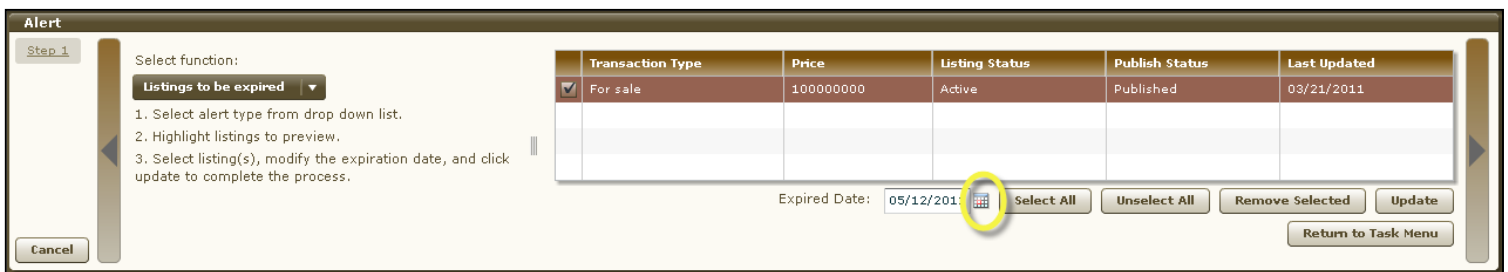 Alert
Step 1
Select function:
Listings to be expired
1. Select alert type from drop down list.
2. Highlight listings to preview.
3. Select listing(s), modify the expiration date, and click
update to complete the process.
Transaction Type Price Listing Status Publish Status Last Updated
For sale 100000000 Active Published 03/21/2011
Expired Date: 05/12/201 Select All Unselect All Remove Selected Update
Return to Task Menu
Cancel